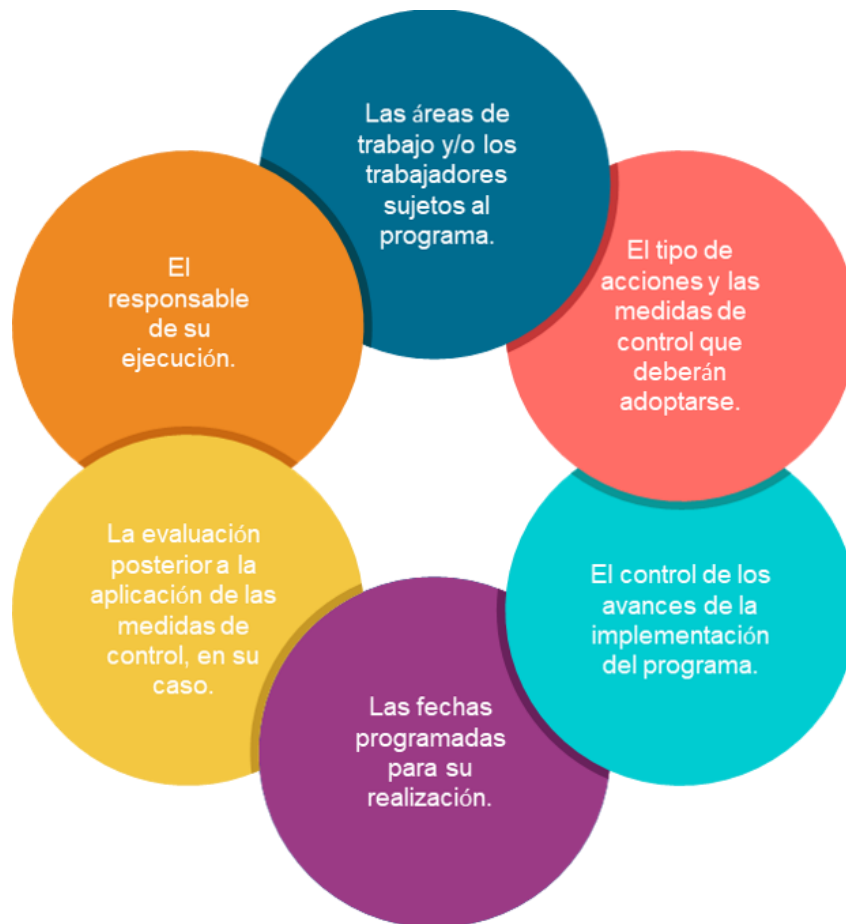 Las áreas de
trabajo y/o los
trabajadores
sujetos al
programa.
El tipo de
acciones y las
medidas de
control que
deberán
adoptarse.
El control de los
avances de la
implementación
del programa.
Las fechas
programadas
para su
realización.
La evaluación
posterior a la
aplicación de las
medidas de
control, en su
caso.
El
responsable
de su
ejecución.